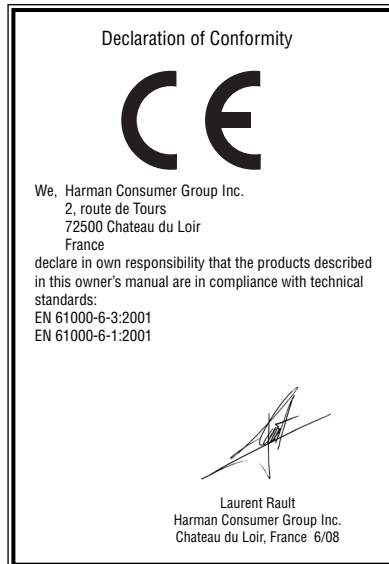 Declaration of Conformity
CE
We, Harman Consumer Group Inc.
2, route de Tours
72500 Chateau du Loir
France
declare in own responsibility that the products described
in this owner's manual are in compliance with technical
standards:
EN 61000-6-3:2001
EN 61000-6-1:2001
Laurent Rault
Harman Consumer Group Inc.
Chateau du Loir, France 6/08